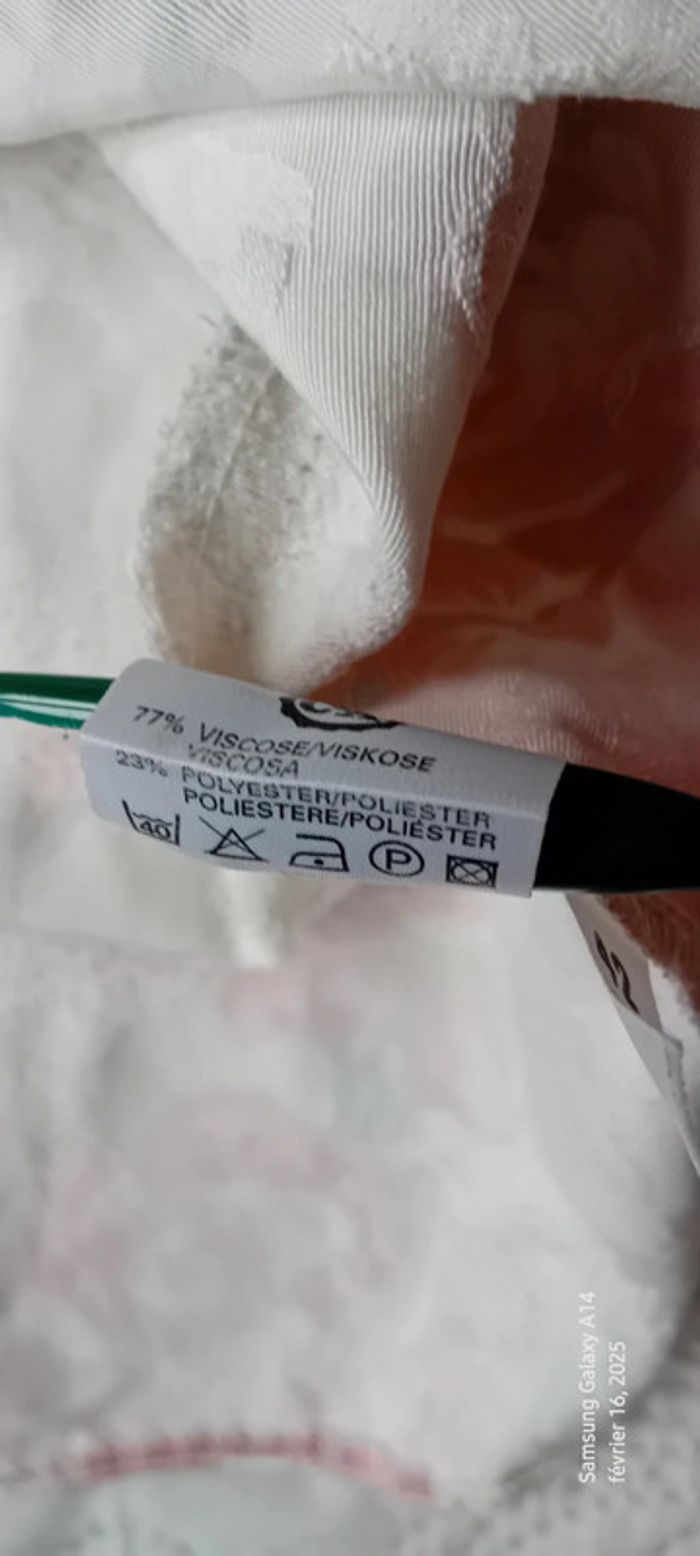 77% VISCOSE/VISKOSE
VISCOSA
23% POLYESTER/POLIESTER
POLIESTERE/POLIÉSTER
40
P
Samsung Galaxy A14
février 16, 2025